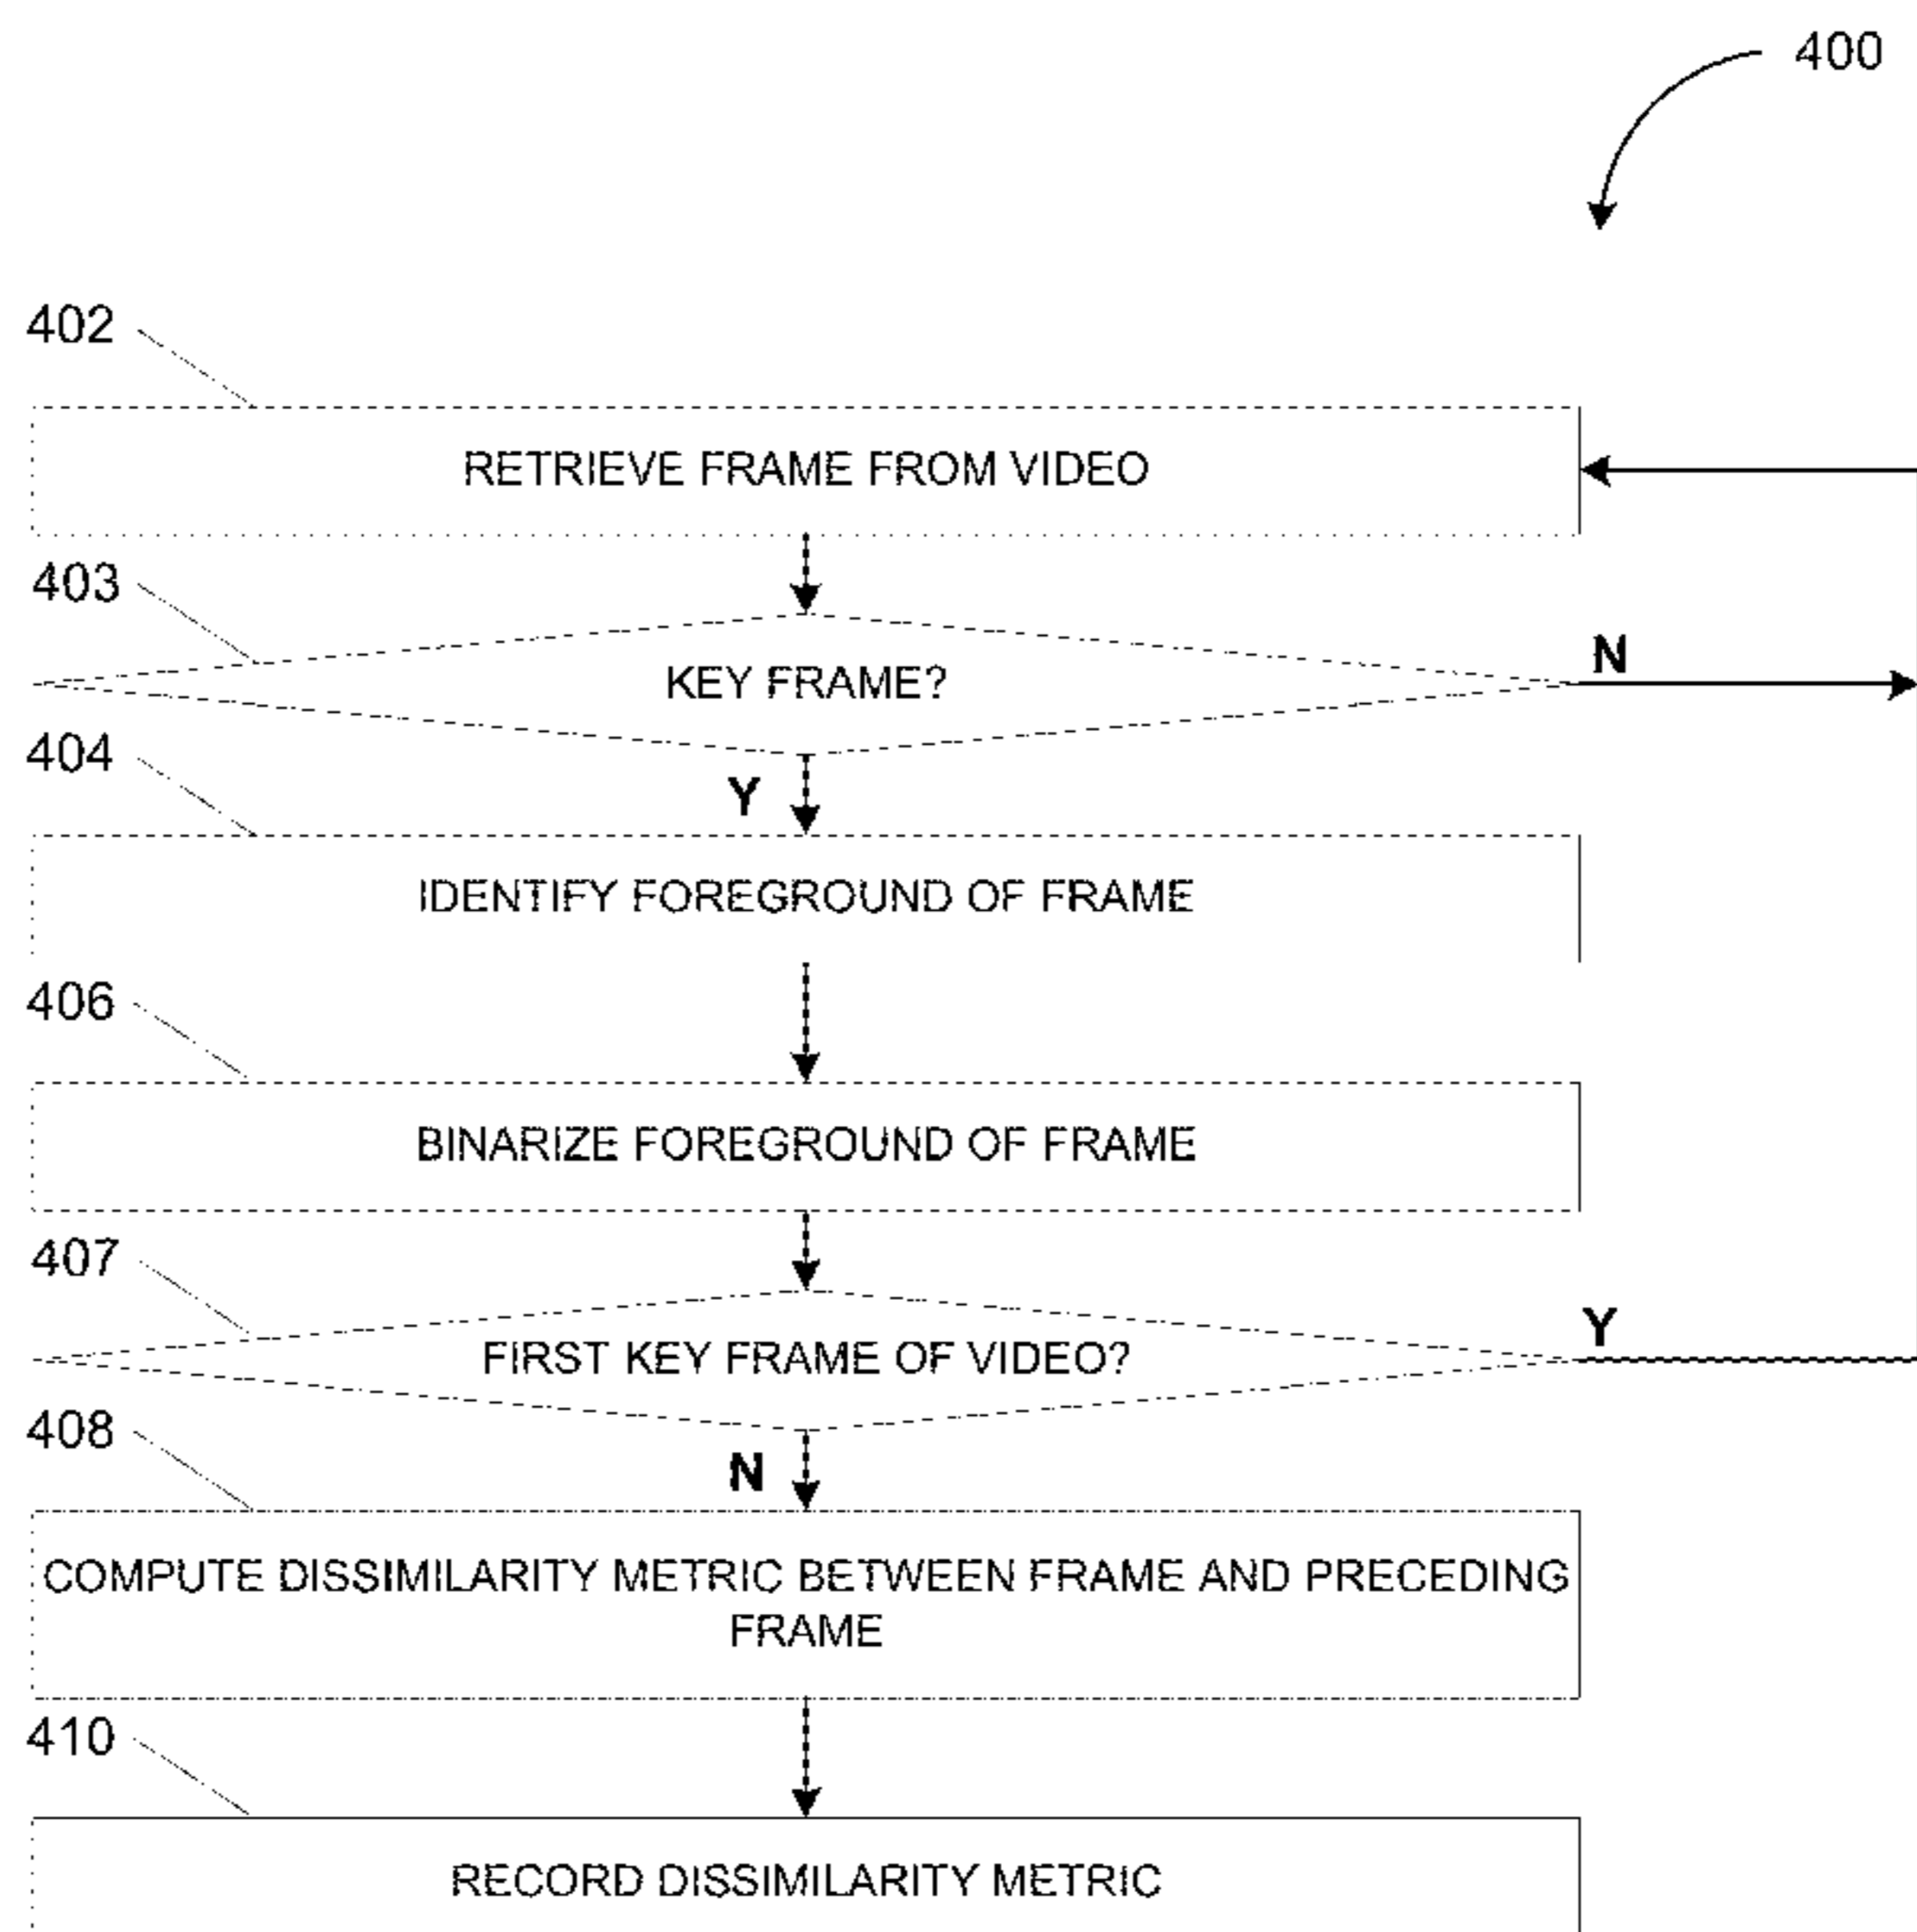 400
402
RETRIEVE FRAME FROM VIDEO
403
KEY FRAME?
N
404
Y
IDENTIFY FOREGROUND OF FRAME
406
BINARIZE FOREGROUND OF FRAME
407
FIRST KEY FRAME OF VIDEO?
Y
408
N
COMPUTE DISSIMILARITY METRIC BETWEEN FRAME AND PRECEDING
FRAME
410
RECORD DISSIMILARITY METRIC